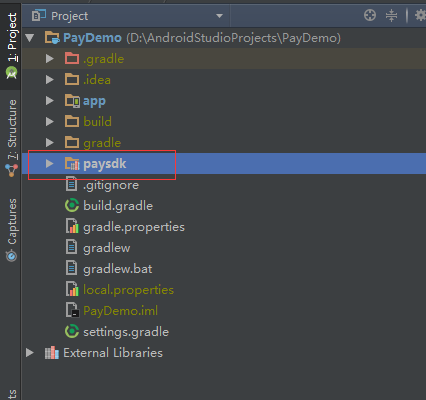 Project
PayDemo (D:\AndroidStudioProjects\PayDemo)
.gradle
.idea
app
build
gradle
paysdk
.gitignore
build.gradle
gradle.properties
gradlew
gradlew.bat
local.properties
PayDemo.iml
settings.gradle
External Libraries
1: Project
7: Structure
Captures